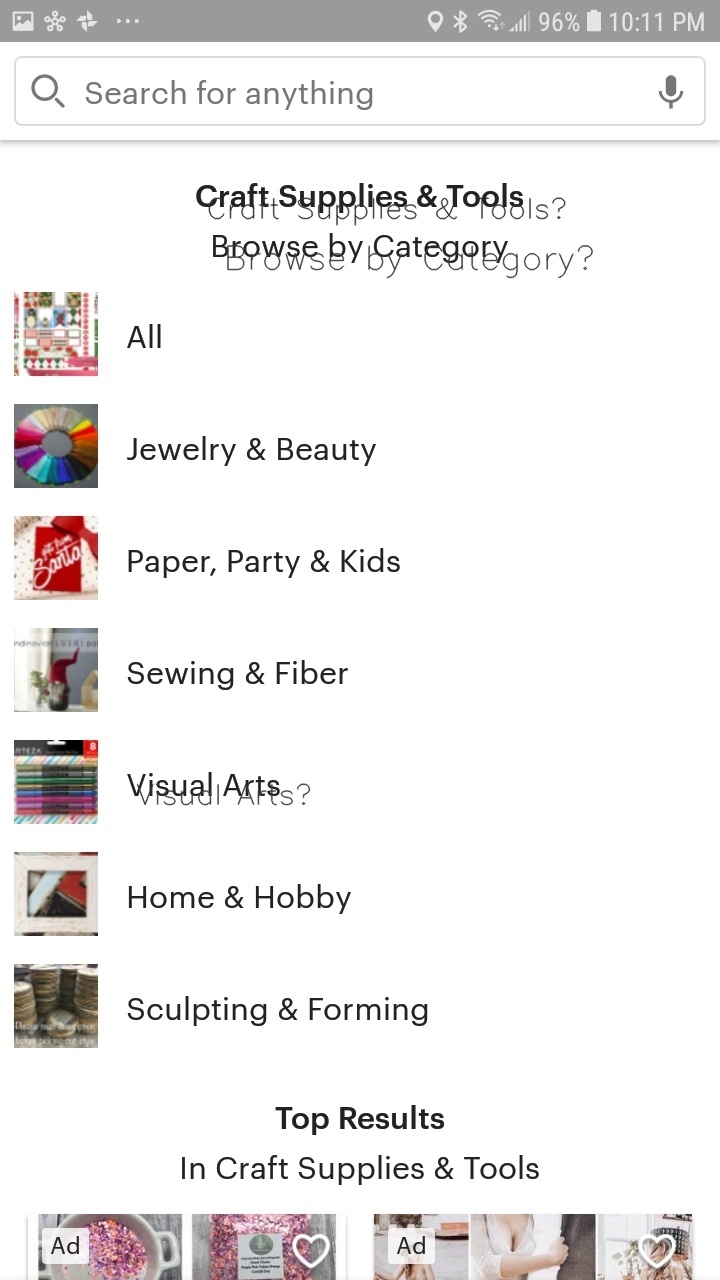 96% 10:11 PM
Search for anything
Craft Supplies & Tools
Craft Supplies & Tools?
Browse by Category
Browse by Category?
All
Jewelry & Beauty
Santa
Paper, Party & Kids
Sewing & Fiber
8
Visual Arts
Visual Arts?
Home & Hobby
Sculpting & Forming
Top Results
In Craft Supplies & Tools
Ad
Ad